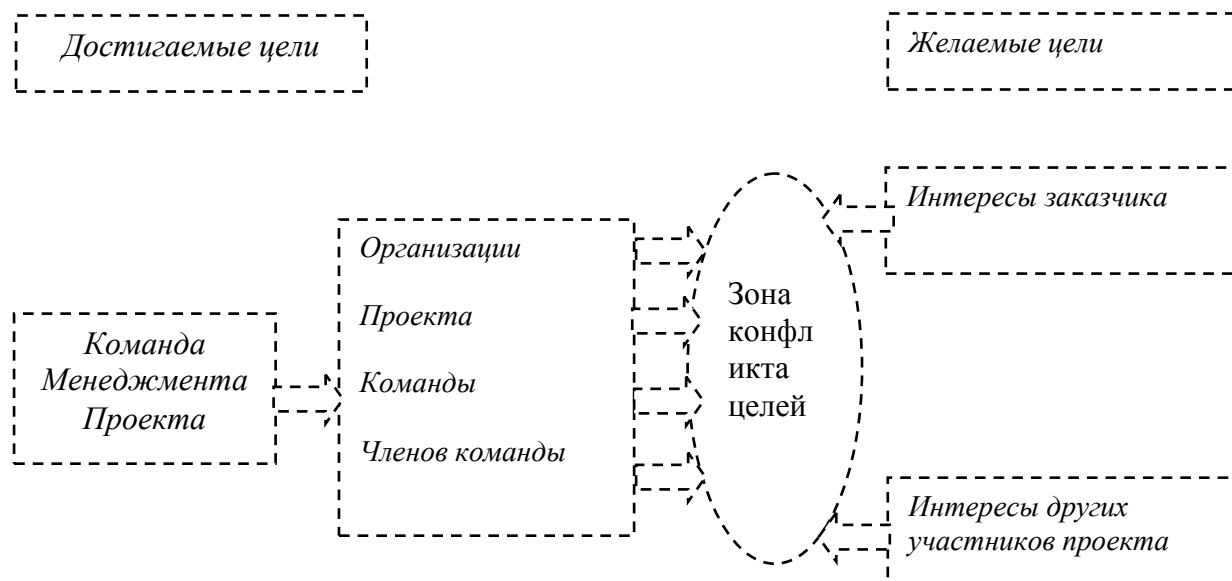 Достигаемые цели
Желаемые цели
Интересы заказчика
Организации
Проекта
Команды
Членов команды
Команда
Менеджмента
Проекта
Зона
конфл
икта
целей
Интересы других
участников проекта